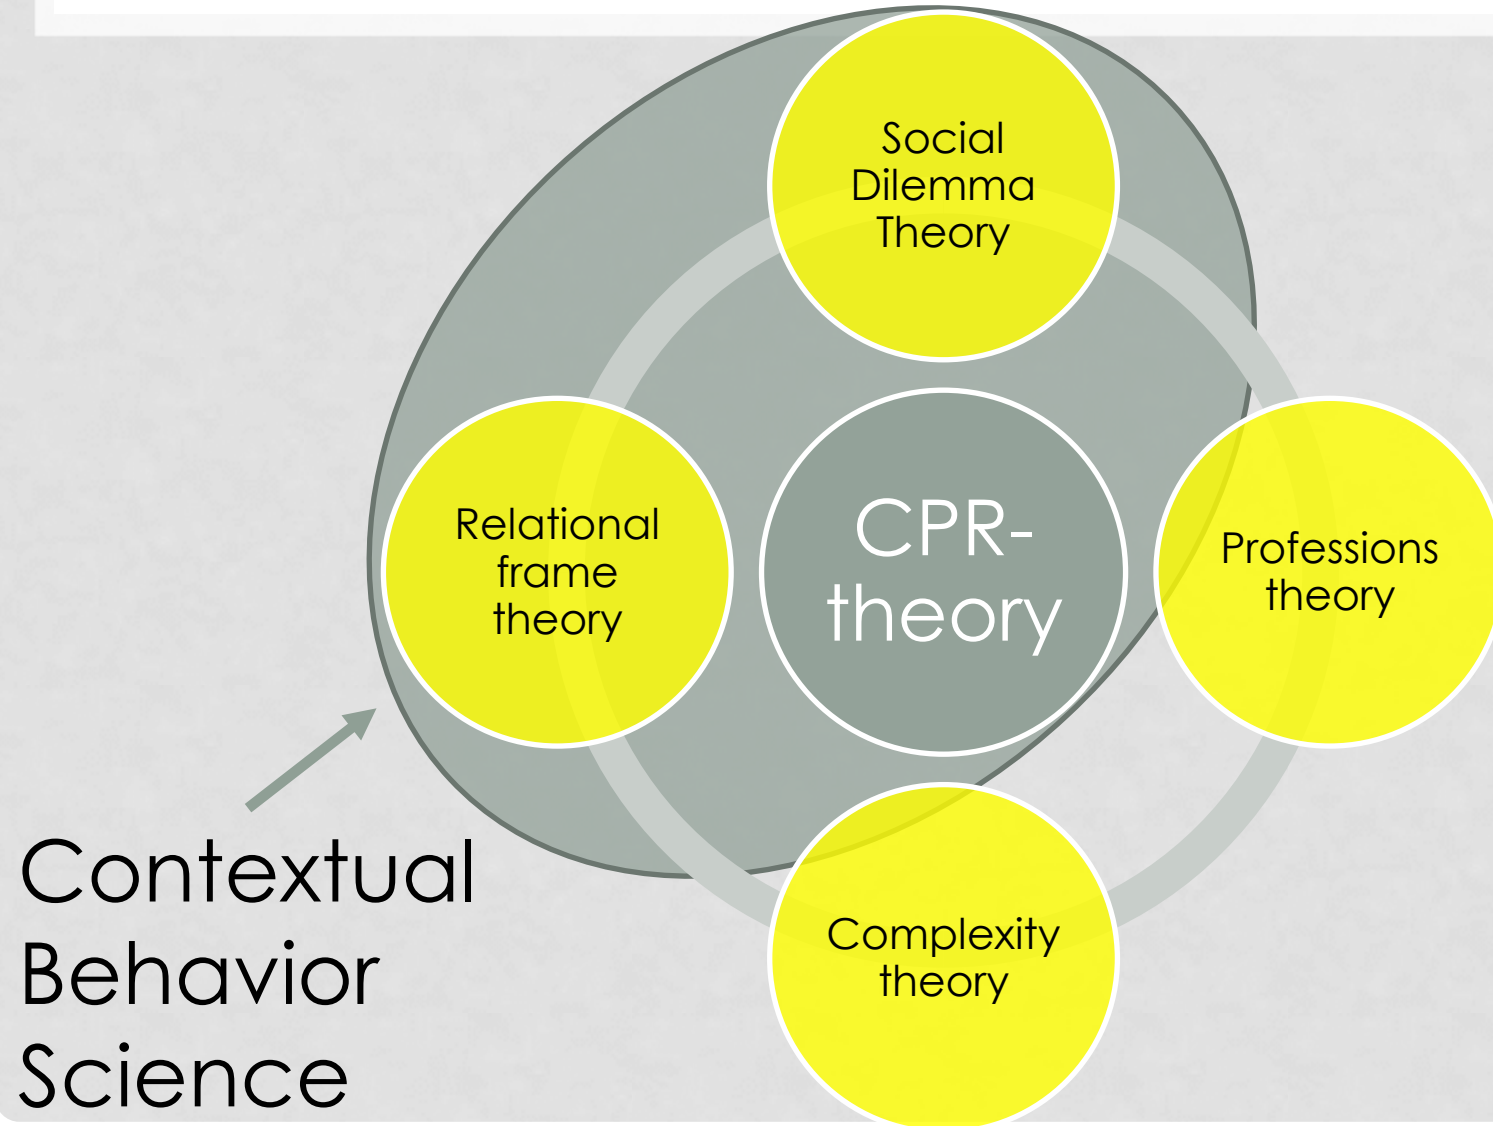 Social
Dilemma
Theory
Relational
frame
theory
CPR-
theory
Professions
theory
Complexity
theory
Contextual
Behavior
Science